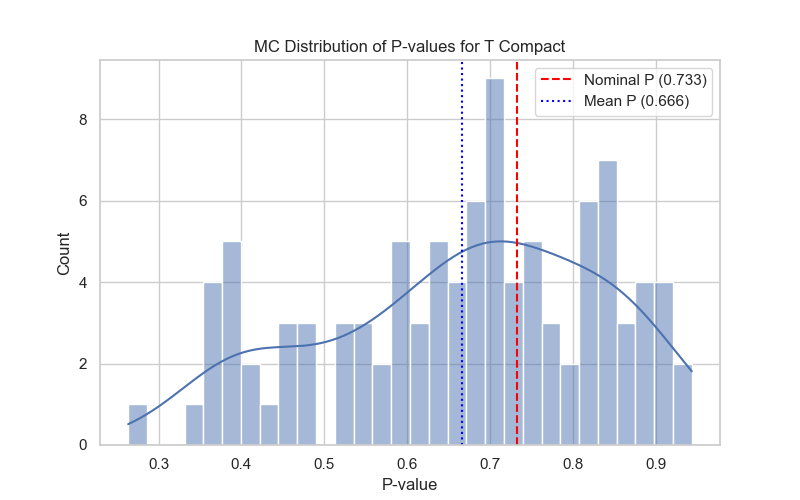 MC Distribution of P-values for T Compact
Nominal P (0.733)
Mean P (0.666)
Count
8
6
4
2
0
0.3 0.4 0.5 0.6 0.7 0.8 0.9
P-value